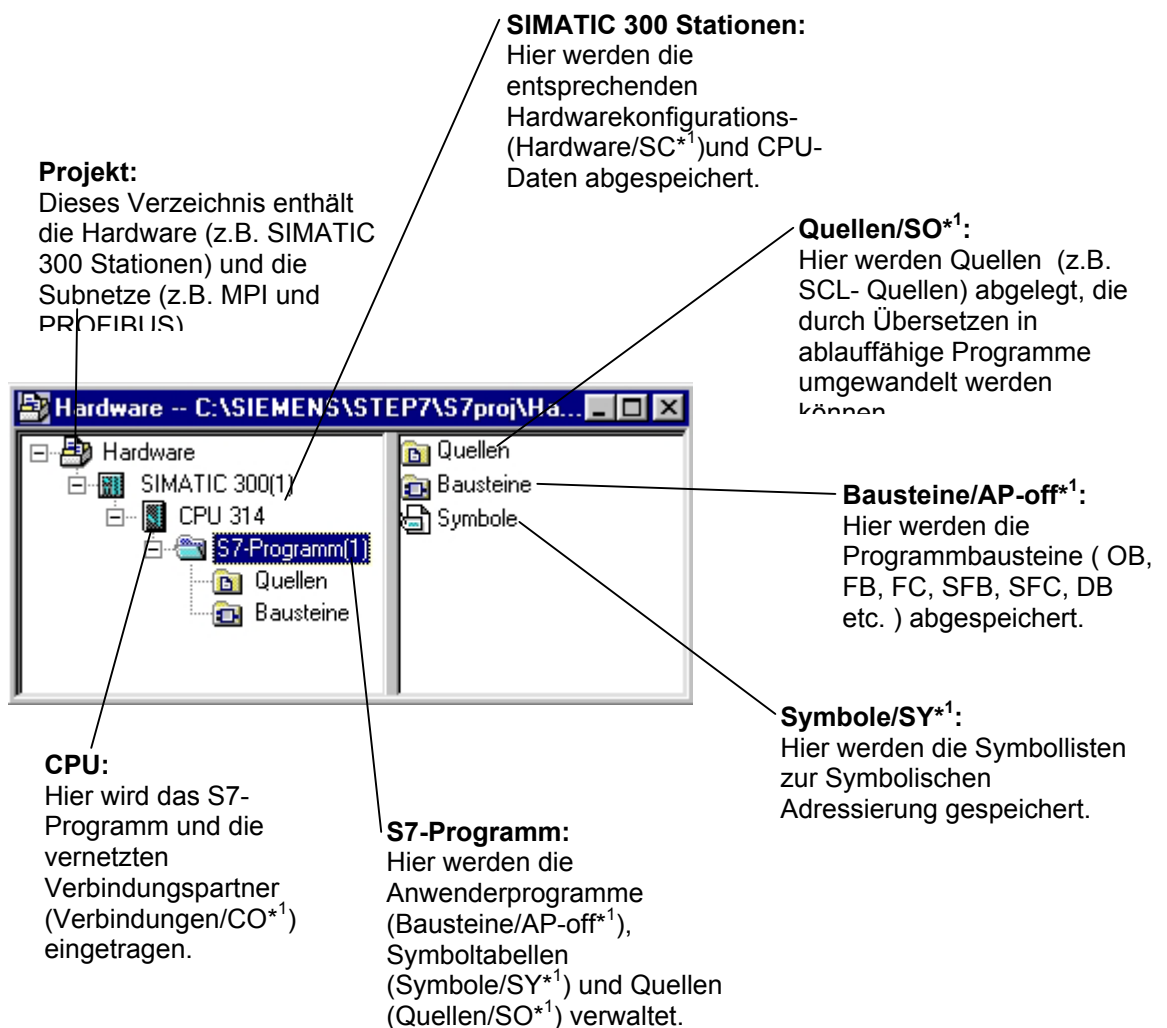 SIMATIC 300 Stationen:
Hier werden die
entsprechenden
Hardwarekonfigurations-
(Hardware/SC*1)und CPU-
Daten abgespeichert.
Projekt:
Dieses Verzeichnis enthält
die Hardware (z.B. SIMATIC
300 Stationen) und die
Subnetze (z.B. MPI und
PROFIBUS)
Quellen/SO*1:
Hier werden Quellen (z.B.
SCL- Quellen) abgelegt, die
durch Übersetzen in
ablauffähige Programme
umgewandelt werden
können
Hardware -- C:\SIEMENS\STEP7\S7proj\Ha...
Hardware
SIMATIC 300(1)
CPU 314
S7-Programm(1)
Quellen
Bausteine
Quellen
Bausteine
Symbole
Bausteine/AP-off*1:
Hier werden die
Programmbausteine ( OB,
FB, FC, SFB, SFC, DB
etc. ) abgespeichert.
Symbole/SY*1:
Hier werden die Symbollisten
zur Symbolischen
Adressierung gespeichert.
CPU:
Hier wird das S7-
Programm und die
vernetzten
Verbindungspartner
(Verbindungen/CO*1)
eingetragen.
S7-Programm:
Hier werden die
Anwenderprogramme
(Bausteine/AP-off*1),
Symboltabellen
(Symbole/SY*1) und Quellen
(Quellen/SO*1) verwaltet.